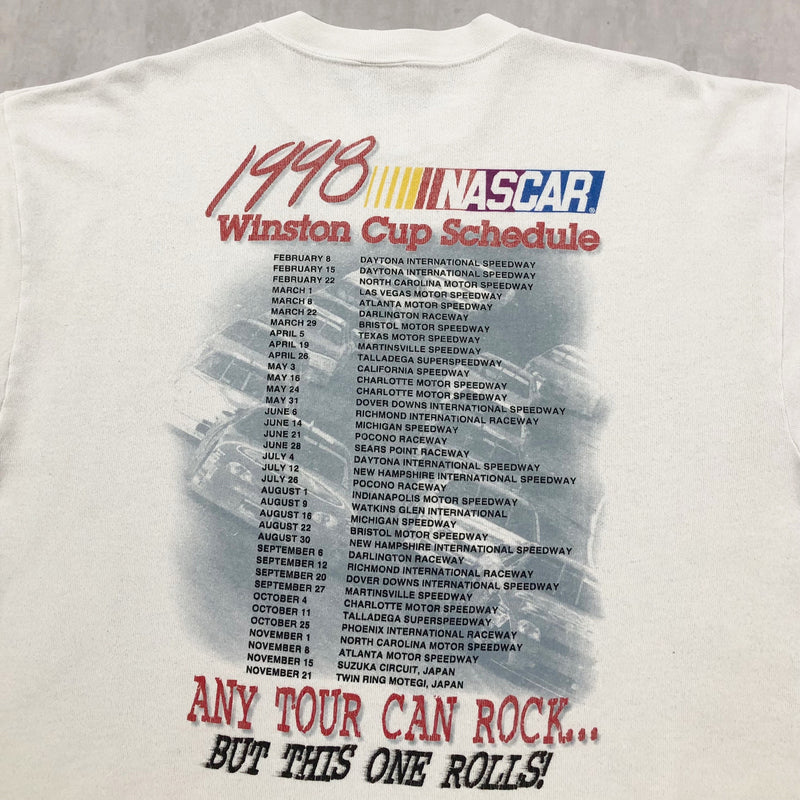 1998 NASCAR
Winston Cup Schedule
FEBRUARY 8 DAYTONA INTERNATIONAL SPEEDWAY
FEBRUARY 15 DAYTONA INTERNATIONAL SPEEDWAY
FEBRUARY 22 NORTH CAROLINA MOTOR SPEEDWAY
MARCH 1 LAS VEGAS MOTOR SPEEDWAY
MARCH 8 ATLANTA MOTOR SPEEDWAY
MARCH 22 DARLINGTON RACEWAY
MARCH 29 BRISTOL MOTOR SPEEDWAY
APRIL 5 TEXAS MOTOR SPEEDWAY
APRIL 19 MARTINSVILLE SPEEDWAY
APRIL 26 TALLADEGA SUPERSPEEDWAY
MAY 3 CALIFORNIA SPEEDWAY
MAY 16 CHARLOTTE MOTOR SPEEDWAY
MAY 24 CHARLOTTE MOTOR SPEEDWAY
MAY 31 DOVER DOWNS INTERNATIONAL SPEEDWAY
JUNE 6 RICHMOND INTERNATIONAL RACEWAY
JUNE 14 MICHIGAN SPEEDWAY
JUNE 21 POCONO RACEWAY
JUNE 28 SEARS POINT RACEWAY
JULY 4 DAYTONA INTERNATIONAL SPEEDWAY
JULY 12 NEW HAMPSHIRE INTERNATIONAL SPEEDWAY
JULY 26 POCONO RACEWAY
AUGUST 1 INDIANAPOLIS MOTOR SPEEDWAY
AUGUST 9 WATKINS GLEN INTERNATIONAL
AUGUST 16 MICHIGAN SPEEDWAY
AUGUST 22 BRISTOL MOTOR SPEEDWAY
AUGUST 30 NEW HAMPSHIRE INTERNATIONAL SPEEDWAY
SEPTEMBER 6 DARLINGTON RACEWAY
SEPTEMBER 12 RICHMOND INTERNATIONAL RACEWAY
SEPTEMBER 20 DOVER DOWNS INTERNATIONAL SPEEDWAY
SEPTEMBER 27 MARTINSVILLE SPEEDWAY
OCTOBER 4 CHARLOTTE MOTOR SPEEDWAY
OCTOBER 11 TALLADEGA SUPERSPEEDWAY
OCTOBER 25 PHOENIX INTERNATIONAL RACEWAY
NOVEMBER 1 NORTH CAROLINA MOTOR SPEEDWAY
NOVEMBER 8 ATLANTA MOTOR SPEEDWAY
NOVEMBER 15 SUZUKA CIRCUIT, JAPAN
NOVEMBER 21 TWIN RING MOTEGI, JAPAN
ANY TOUR CAN ROCK...
BUT THIS ONE ROLLS!